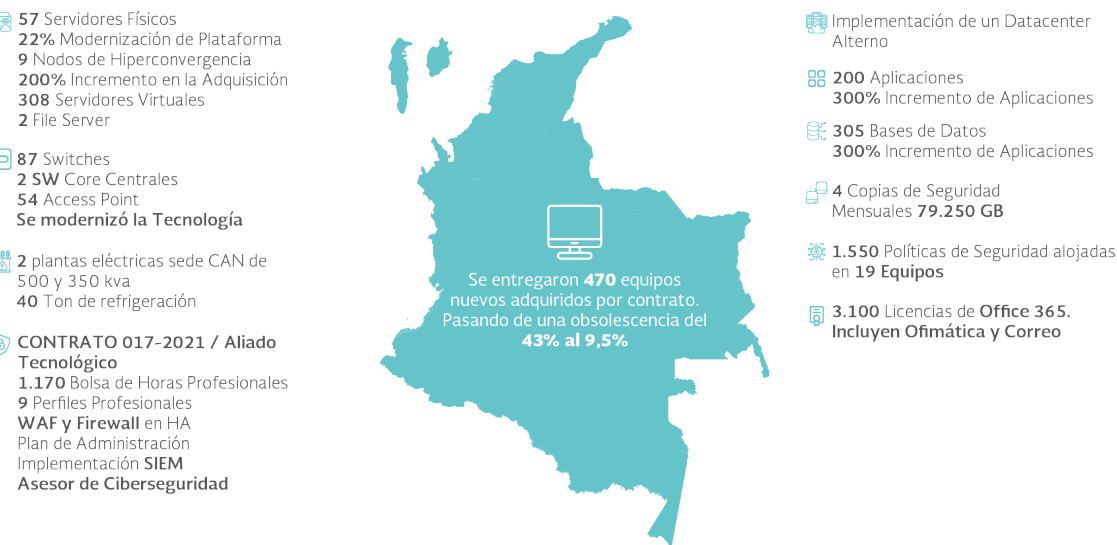 57 Servidores Físicos
22% Modernización de Plataforma
9 Nodos de Hiperconvergencia
200% Incremento en la Adquisición
308 Servidores Virtuales
2 File Server
87 Switches
2 SW Core Centrales
54 Access Point
Se modernizó la Tecnología
2 plantas eléctricas sede CAN de
500 y 350 kva
40 Ton de refrigeración
CONTRATO 017-2021 / Aliado
Tecnológico
1.170 Bolsa de Horas Profesionales
9 Perfiles Profesionales
WAF y Firewall en HA
Plan de Administración
Implementación SIEM
Asesor de Ciberseguridad
Se entregaron 470 equipos
nuevos adquiridos por contrato.
Pasando de una obsolescencia del
43% al 9,5%
Implementación de un Datacenter
Alterno
200 Aplicaciones
300% Incremento de Aplicaciones
305 Bases de Datos
300% Incremento de Aplicaciones
4 Copias de Seguridad
Mensuales 79.250 GB
1.550 Políticas de Seguridad alojadas
en 19 Equipos
3.100 Licencias de Office 365.
Incluyen Ofimática y Correo